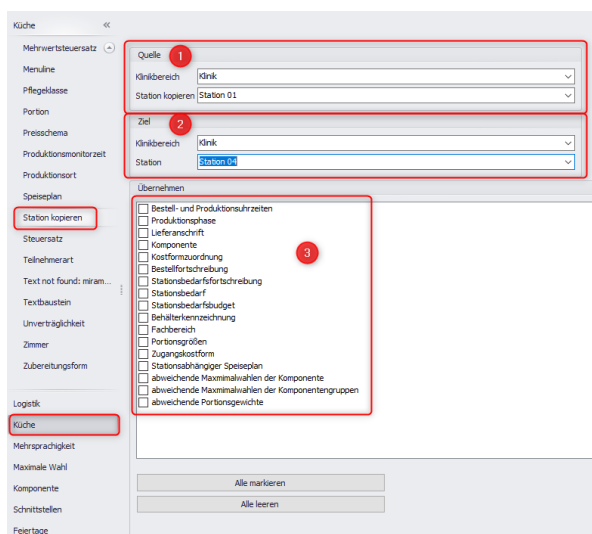 Küche «
Mehrwertsteuersatz
Menuline
Pflegeklasse
Portion
Preisschema
Produktionsmonitorzeit
Produktionsort
Speiseplan
Station kopieren
Steuersatz
Teilnehmerart
Text not found: miram...
Textbaustein
Unverträglichkeit
Zimmer
Zubereitungsform
Logistik
Küche
Mehrsprachigkeit
Maximale Wahl
Komponente
Schnittstellen
Feiertage
Quelle 1
Klinikbereich Klinik
Station kopieren Station 01
Ziel 2
Klinikbereich Klinik
Station Station 04
Übernehmen
Bestell- und Produktionsuhrzeiten
Produktionsphase
Lieferanschrift
Komponente
Kostformzuordnung
Bestellfortschreibung
Stationsbedarfsfortschreibung
Stationsbedarf
Stationsbedarfsbudget
Behälterkennzeichnung
Fachbereich
Portionsgrößen
Zugangskostform
Stationsabhängiger Speiseplan
abweichende Maxmimalwahlen der Komponente
abweichende Maxmimalwahlen der Komponentengruppen
abweichende Portionsgewichte
3
Alle markieren
Alle leeren